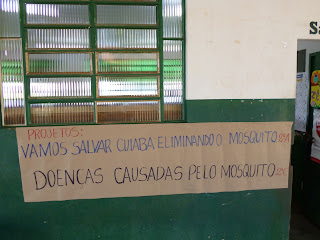 PROJETOS:
VAMOS SALVAR CUIABA ELIMINANDO O MOSQUITO
DOENCAS CAUSADAS PELO MOSQUITO